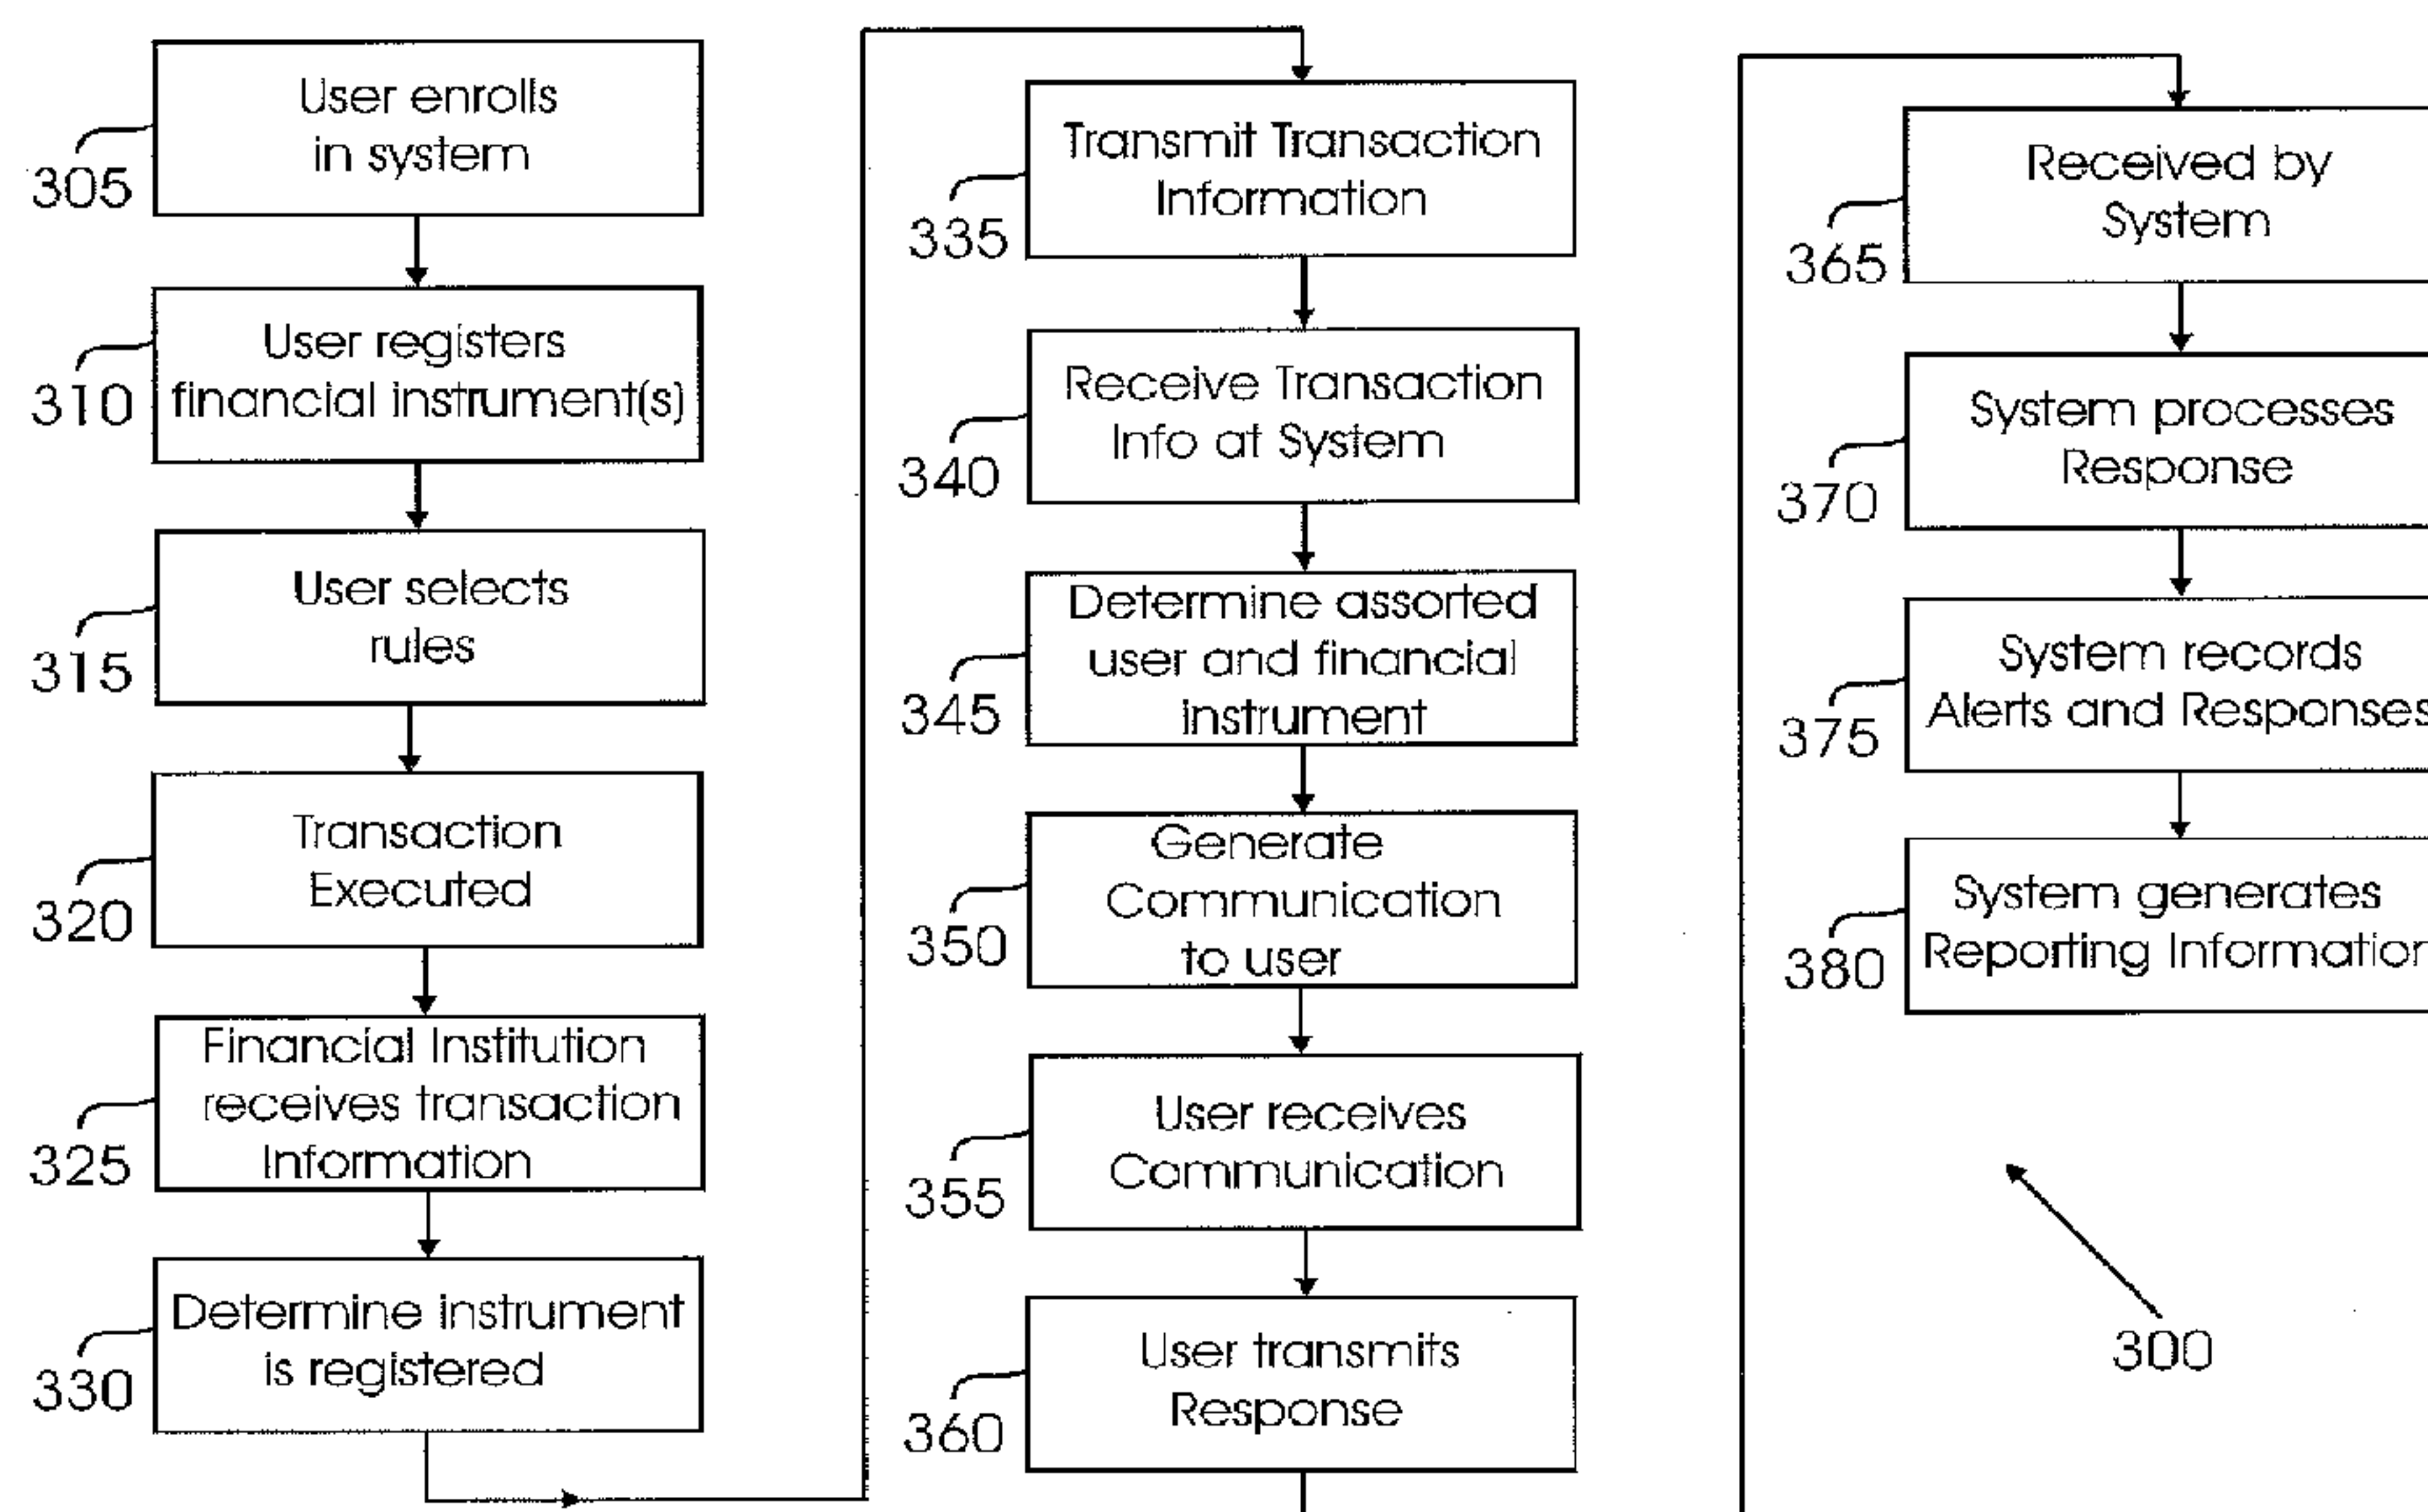 User enrolls
in system
305
User registers
financial instrument(s)
310
User selects
rules
315
Transaction
Executed
320
Financial Institution
receives transaction
Information
325
Determine instrument
is registered
330
Transmit Transaction
Information
335
Receive Transaction
Info at System
340
Determine assorted
user and financial
instrument
345
Generate
Communication
to user
350
User receives
Communication
355
User transmits
Response
360
Received by
System
365
System processes
Response
370
System records
Alerts and Responses
375
System generates
Reporting Information
380
300